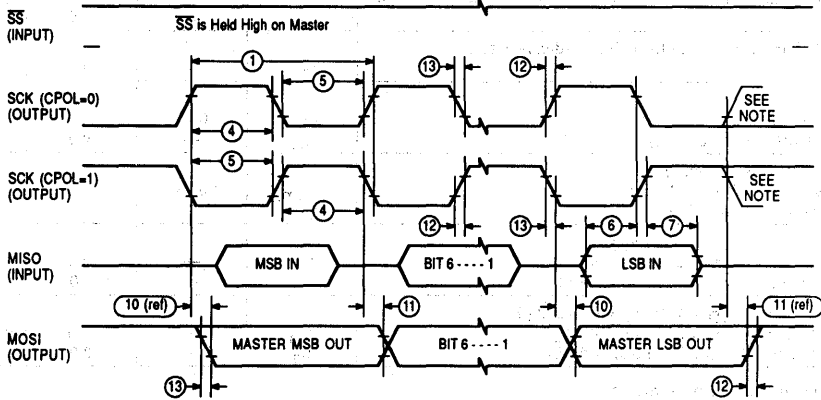 SS
(INPUT)
SS is Held High on Master
1
5
13
12
SCK (CPOL=0)
(OUTPUT)
4
SEE
NOTE
5
SCK (CPOL=1)
(OUTPUT)
4
12
13
6
7
SEE
NOTE
MISO
(INPUT)
MSB IN
BIT 6 - - - - 1
LSB IN
10 (ref)
11
10
11 (ref)
MOSI
(OUTPUT)
MASTER MSB OUT
BIT 6 - - - - 1
MASTER LSB OUT
13
12